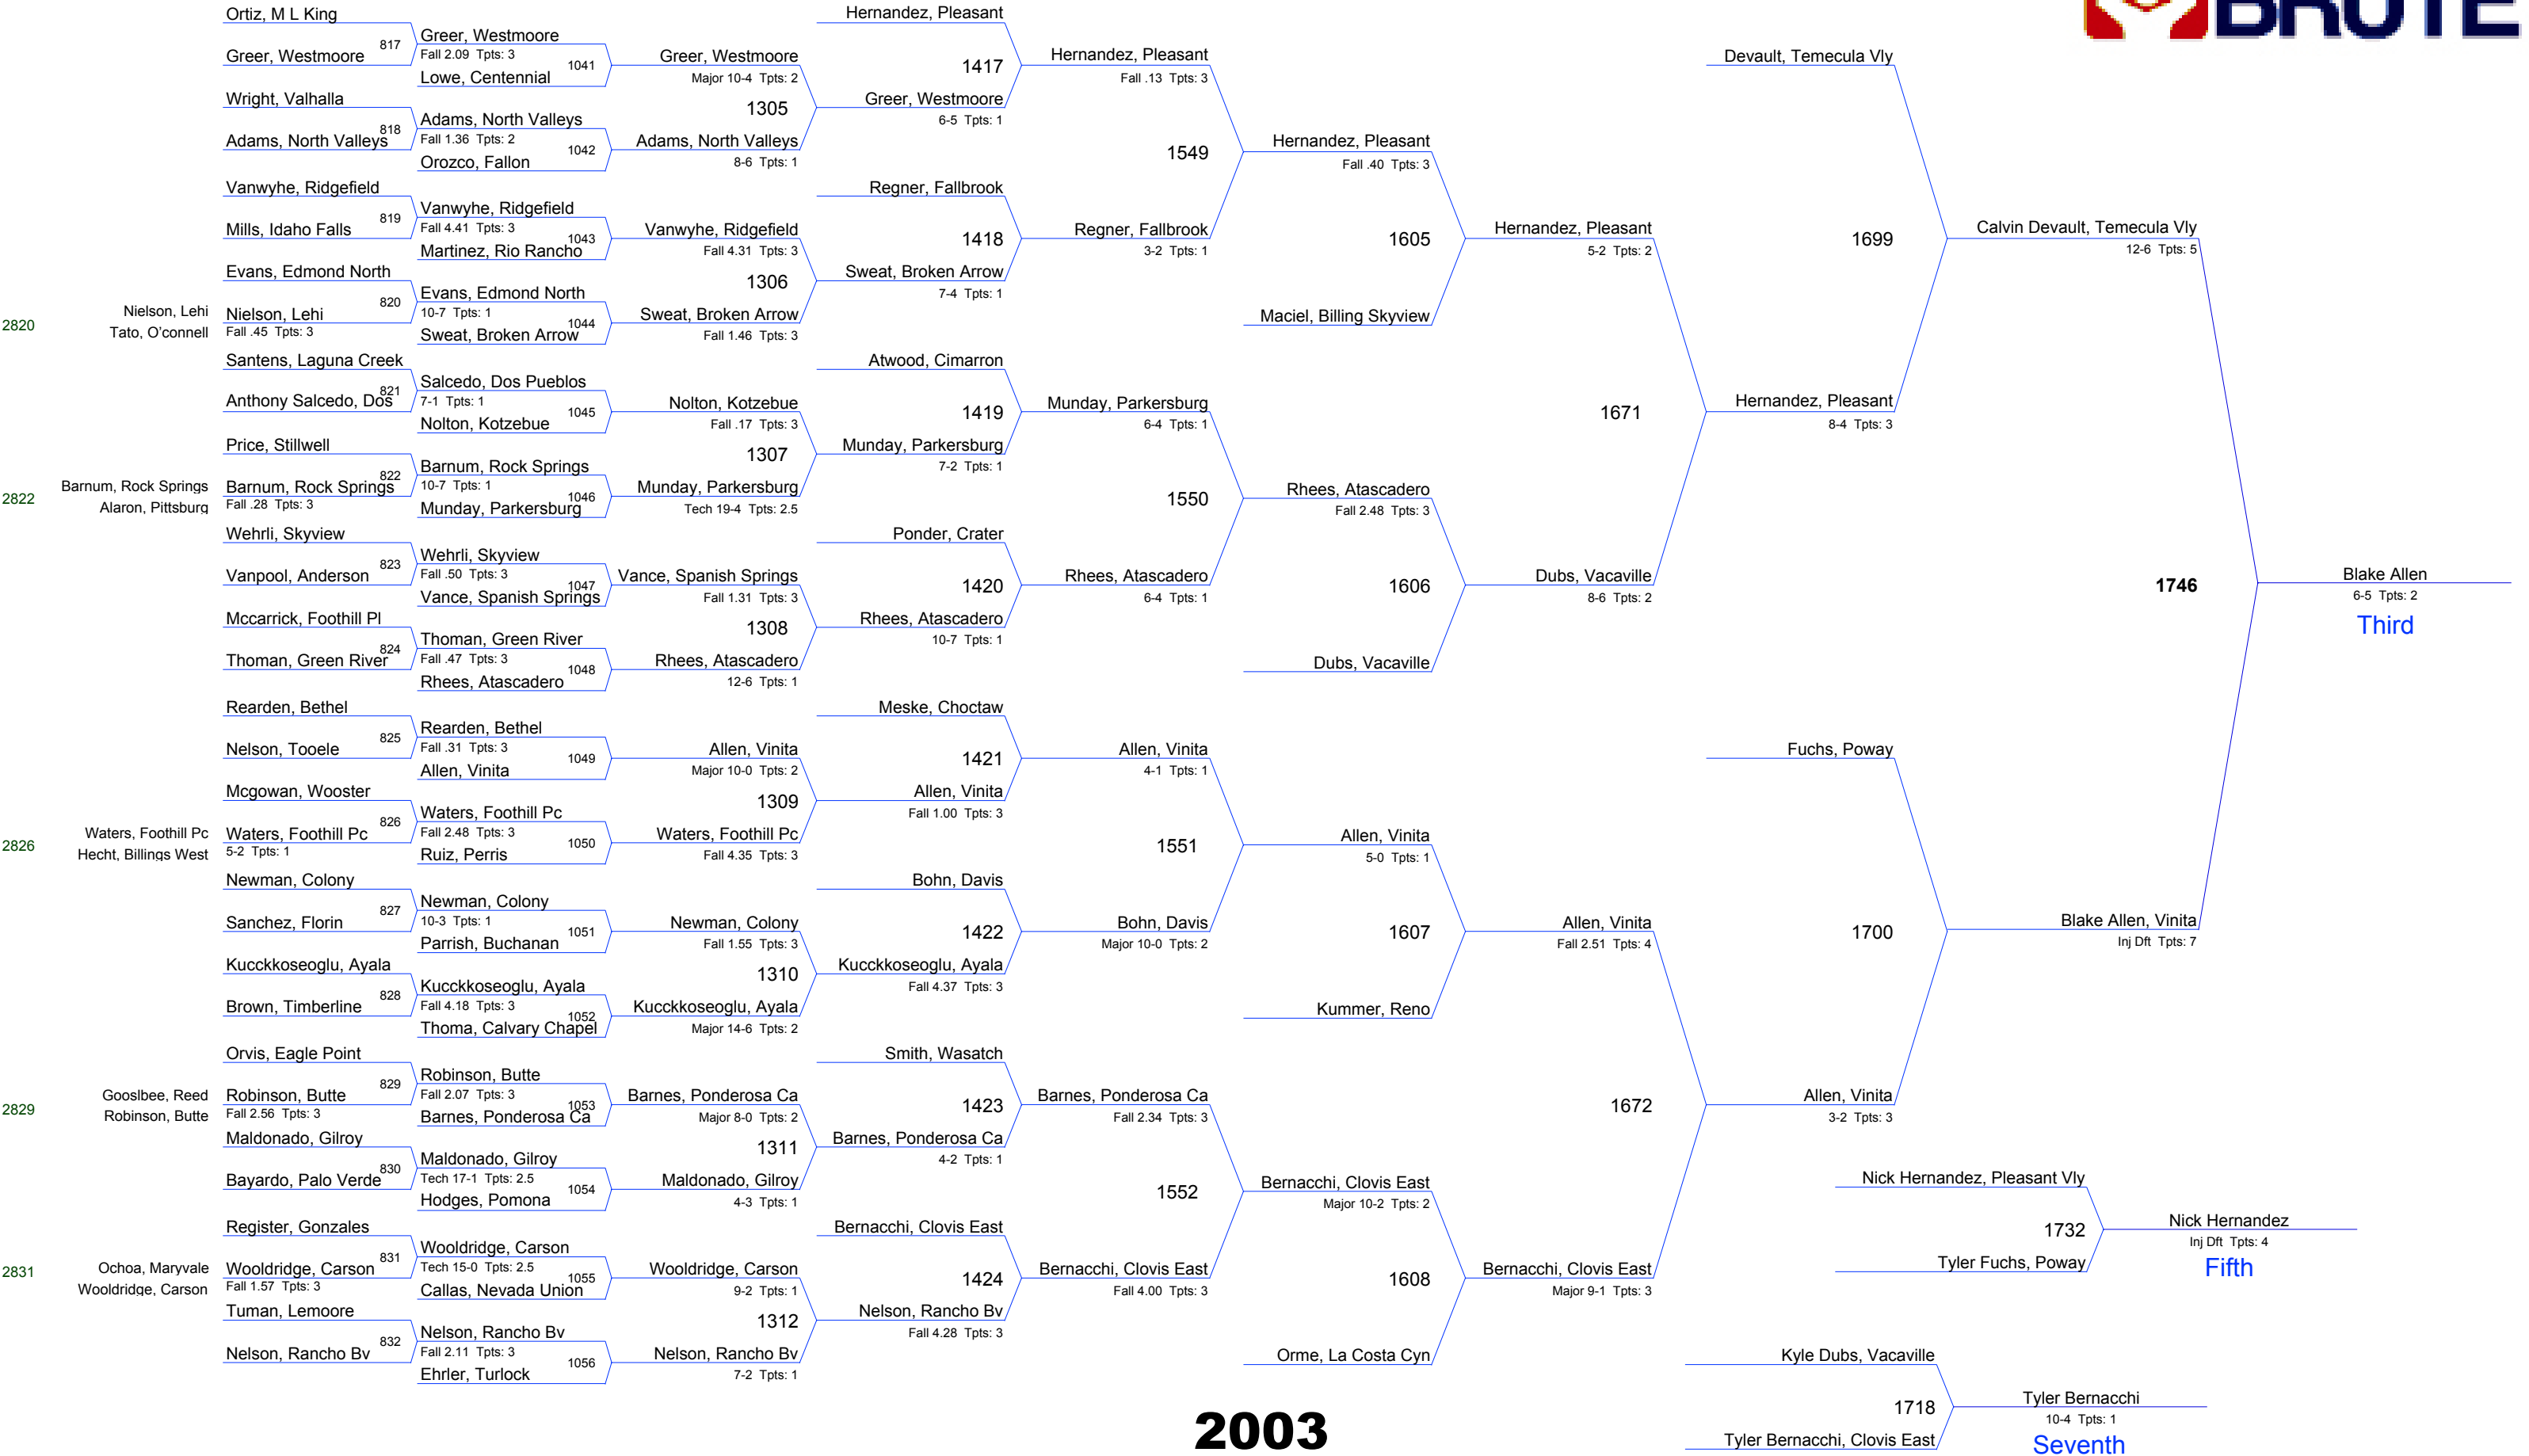 BRUTE
Ortiz, M L King
817
Greer, Westmoore
Wright, Valhalla
818
Adams, North Valleys
Vanwyhe, Ridgefield
819
Mills, Idaho Falls
Evans, Edmond North
820
2820
Nielson, Lehi
Tato, O'connell
Nielson, Lehi
Fall .45 Tpts: 3
Santens, Laguna Creek
821
Anthony Salcedo, Dos
Price, Stillwell
822
2822
Barnum, Rock Springs
Alaron, Pittsburg
Barnum, Rock Springs
Fall .28 Tpts: 3
Wehrli, Skyview
823
Vanpool, Anderson
Mccarrick, Foothill Pl
824
Thoman, Green River
Rearden, Bethel
825
Nelson, Tooele
Mcgowan, Wooster
826
2826
Waters, Foothill Pc
Hecht, Billings West
Waters, Foothill Pc
5-2 Tpts: 1
Newman, Colony
827
Sanchez, Florin
Kucckkoseoglu, Ayala
828
Brown, Timberline
Orvis, Eagle Point
829
2829
Gooslbee, Reed
Robinson, Butte
Robinson, Butte
Fall 2.56 Tpts: 3
Maldonado, Gilroy
830
Bayardo, Palo Verde
Register, Gonzales
831
2831
Ochoa, Maryvale
Wooldridge, Carson
Wooldridge, Carson
Fall 1.57 Tpts: 3
Tuman, Lemoore
832
Nelson, Rancho Bv
Greer, Westmoore
Fall 2.09 Tpts: 3
1041
Lowe, Centennial
Adams, North Valleys
Fall 1.36 Tpts: 2
1042
Orozco, Fallon
Vanwyhe, Ridgefield
Fall 4.41 Tpts: 3
1043
Martinez, Rio Rancho
Evans, Edmond North
10-7 Tpts: 1
1044
Sweat, Broken Arrow
Salcedo, Dos Pueblos
7-1 Tpts: 1
1045
Nolton, Kotzebue
Barnum, Rock Springs
10-7 Tpts: 1
1046
Munday, Parkersburg
Wehrli, Skyview
Fall .50 Tpts: 3
1047
Vance, Spanish Springs
Thoman, Green River
Fall .47 Tpts: 3
1048
Rhees, Atascadero
Rearden, Bethel
Fall .31 Tpts: 3
1049
Allen, Vinita
Waters, Foothill Pc
Fall 2.48 Tpts: 3
1050
Ruiz, Perris
Newman, Colony
10-3 Tpts: 1
1051
Parrish, Buchanan
Kucckkoseoglu, Ayala
Fall 4.18 Tpts: 3
1052
Thoma, Calvary Chapel
Robinson, Butte
Fall 2.07 Tpts: 3
1053
Barnes, Ponderosa Ca
Maldonado, Gilroy
Tech 17-1 Tpts: 2.5
1054
Hodges, Pomona
Wooldridge, Carson
Tech 15-0 Tpts: 2.5
1055
Callas, Nevada Union
Nelson, Rancho Bv
Fall 2.11 Tpts: 3
1056
Ehrler, Turlock
Greer, Westmoore
Major 10-4 Tpts: 2
1305
Adams, North Valleys
8-6 Tpts: 1
Vanwyhe, Ridgefield
Fall 4.31 Tpts: 3
1306
Sweat, Broken Arrow
Fall 1.46 Tpts: 3
Nolton, Kotzebue
Fall .17 Tpts: 3
1307
Munday, Parkersburg
Tech 19-4 Tpts: 2.5
Vance, Spanish Springs
Fall 1.31 Tpts: 3
1308
Rhees, Atascadero
12-6 Tpts: 1
Allen, Vinita
Major 10-0 Tpts: 2
1309
Waters, Foothill Pc
Fall 4.35 Tpts: 3
Newman, Colony
Fall 1.55 Tpts: 3
1310
Kucckkoseoglu, Ayala
Major 14-6 Tpts: 2
Barnes, Ponderosa Ca
Major 8-0 Tpts: 2
1311
Maldonado, Gilroy
4-3 Tpts: 1
Wooldridge, Carson
9-2 Tpts: 1
1312
Nelson, Rancho Bv
7-2 Tpts: 1
Hernandez, Pleasant
1417
Greer, Westmoore
6-5 Tpts: 1
Regner, Fallbrook
1418
Sweat, Broken Arrow
7-4 Tpts: 1
Atwood, Cimarron
1419
Munday, Parkersburg
7-2 Tpts: 1
Ponder, Crater
1420
Rhees, Atascadero
10-7 Tpts: 1
Meske, Choctaw
1421
Allen, Vinita
Fall 1.00 Tpts: 3
Bohn, Davis
1422
Kucckkoseoglu, Ayala
Fall 4.37 Tpts: 3
Smith, Wasatch
1423
Barnes, Ponderosa Ca
4-2 Tpts: 1
Bernacchi, Clovis East
1424
Nelson, Rancho Bv
Fall 4.28 Tpts: 3
Hernandez, Pleasant
Fall .13 Tpts: 3
1549
Regner, Fallbrook
3-2 Tpts: 1
Munday, Parkersburg
6-4 Tpts: 1
1550
Rhees, Atascadero
6-4 Tpts: 1
Allen, Vinita
4-1 Tpts: 1
1551
Bohn, Davis
Major 10-0 Tpts: 2
Barnes, Ponderosa Ca
Fall 2.34 Tpts: 3
1552
Bernacchi, Clovis East
Fall 4.00 Tpts: 3
Hernandez, Pleasant
Fall .40 Tpts: 3
1605
Maciel, Billing Skyview
Rhees, Atascadero
Fall 2.48 Tpts: 3
1606
Dubs, Vacaville
Allen, Vinita
5-0 Tpts: 1
1607
Kummer, Reno
Bernacchi, Clovis East
Major 10-2 Tpts: 2
1608
Orme, La Costa Cyn
Hernandez, Pleasant
5-2 Tpts: 2
1671
Dubs, Vacaville
8-6 Tpts: 2
Allen, Vinita
Fall 2.51 Tpts: 4
1672
Bernacchi, Clovis East
Major 9-1 Tpts: 3
Devault, Temecula Vly
1699
Hernandez, Pleasant
8-4 Tpts: 3
Fuchs, Poway
1700
Allen, Vinita
3-2 Tpts: 3
Calvin Devault, Temecula Vly
12-6 Tpts: 5
1746
Blake Allen, Vinita
Inj Dft Tpts: 7
Blake Allen
6-5 Tpts: 2
Third
Nick Hernandez, Pleasant Vly
1732
Tyler Fuchs, Poway
Nick Hernandez
Inj Dft Tpts: 4
Fifth
Kyle Dubs, Vacaville
1718
Tyler Bernacchi, Clovis East
Tyler Bernacchi
10-4 Tpts: 1
Seventh
2003